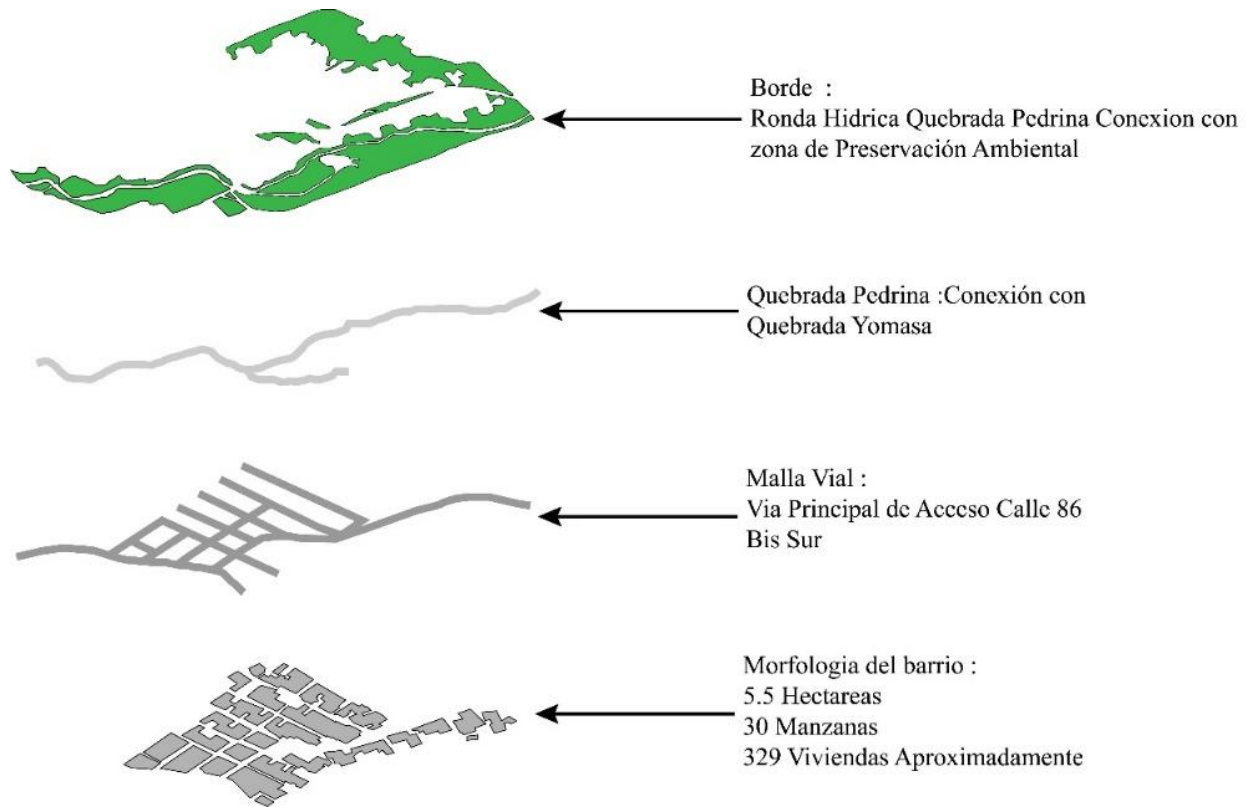 Borde :
Ronda Hidrica Quebrada Pedrina Conexion con
zona de Preservación Ambiental
Quebrada Pedrina :Conexión con
Quebrada Yomasa
Malla Vial :
Via Principal de Acceso Calle 86
Bis Sur
Morfologia del barrio :
5.5 Hectareas
30 Manzanas
329 Viviendas Aproximadamente